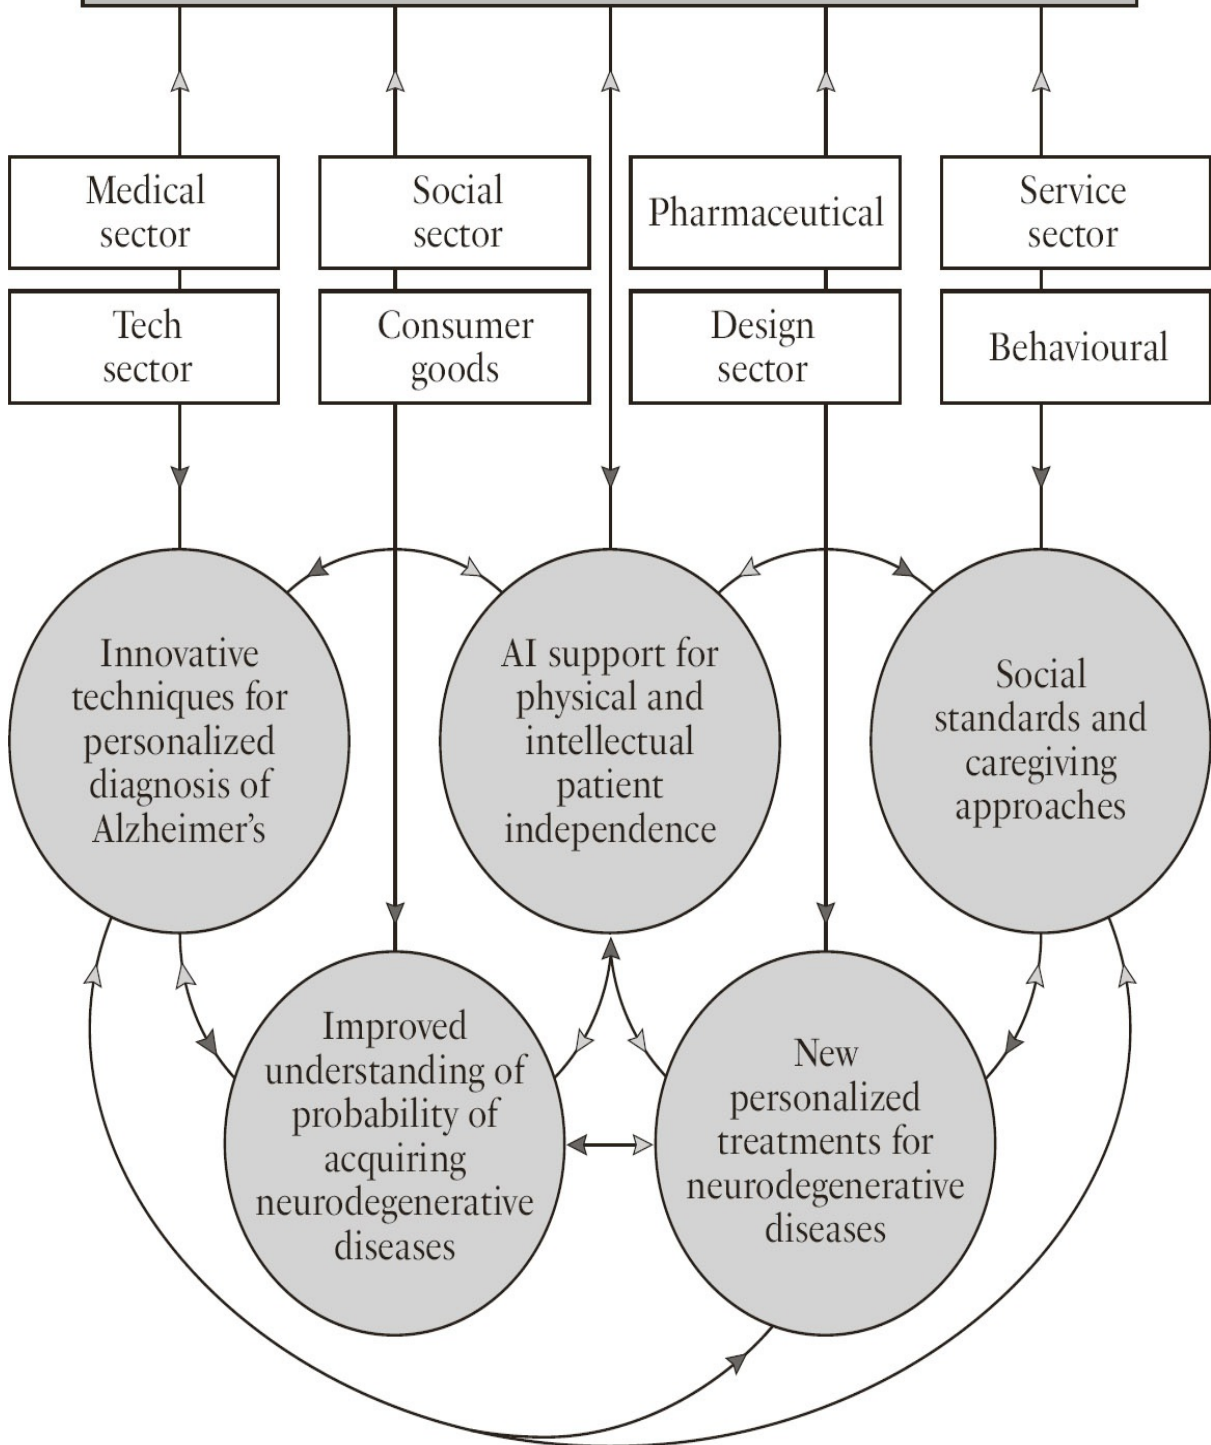 Medical
sector
Social
sector
Pharmaceutical
Service
sector
Tech
sector
Consumer
goods
Design
sector
Behavioural
Innovative
techniques for
personalized
diagnosis of
Alzheimer’s
AI support for
physical and
intellectual
patient
independence
Social
standards and
caregiving
approaches
Improved
understanding of
probability of
acquiring
neurodegenerative
diseases
New
personalized
treatments for
neurodegenerative
diseases